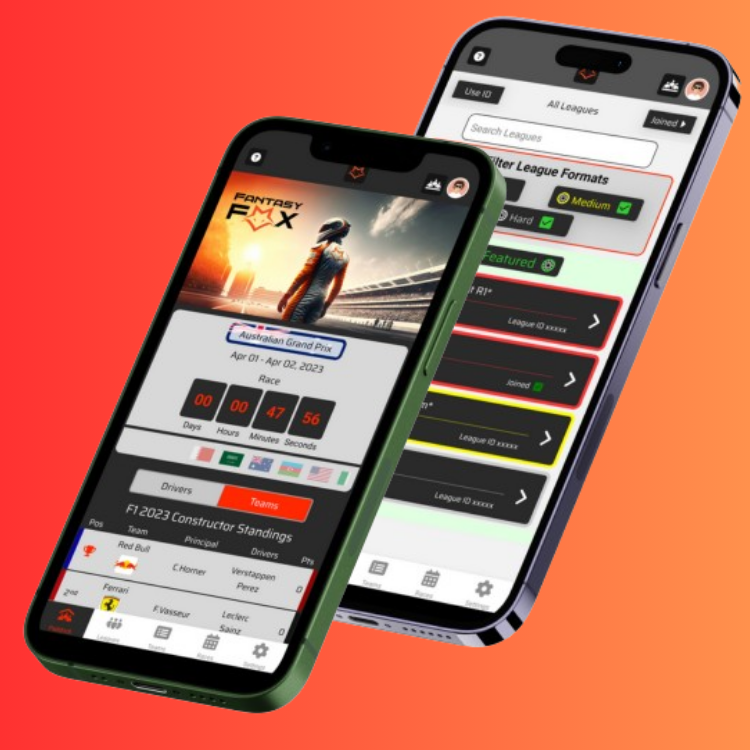 FANTASY
FOX
Australian Grand Prix
Apr 01 - Apr 02, 2023
Race
00 00 47 56
Days Hours Minutes Seconds
Drivers Teams
F1 2023 Constructor Standings
Pos Team Principal Drivers Pts
Red Bull C.Horner Verstappen
Perez 0
2ND Ferrari F.Vasseur Leclerc
Sainz 0
Leagues Teams Races Settings
Use ID All Leagues Joined
Search Leagues
Filter League Formats
Medium
Hard
Featured
R1*
League ID xxxxx
Joined
League ID xxxxx
League ID xxxxx
Teams Races Settings